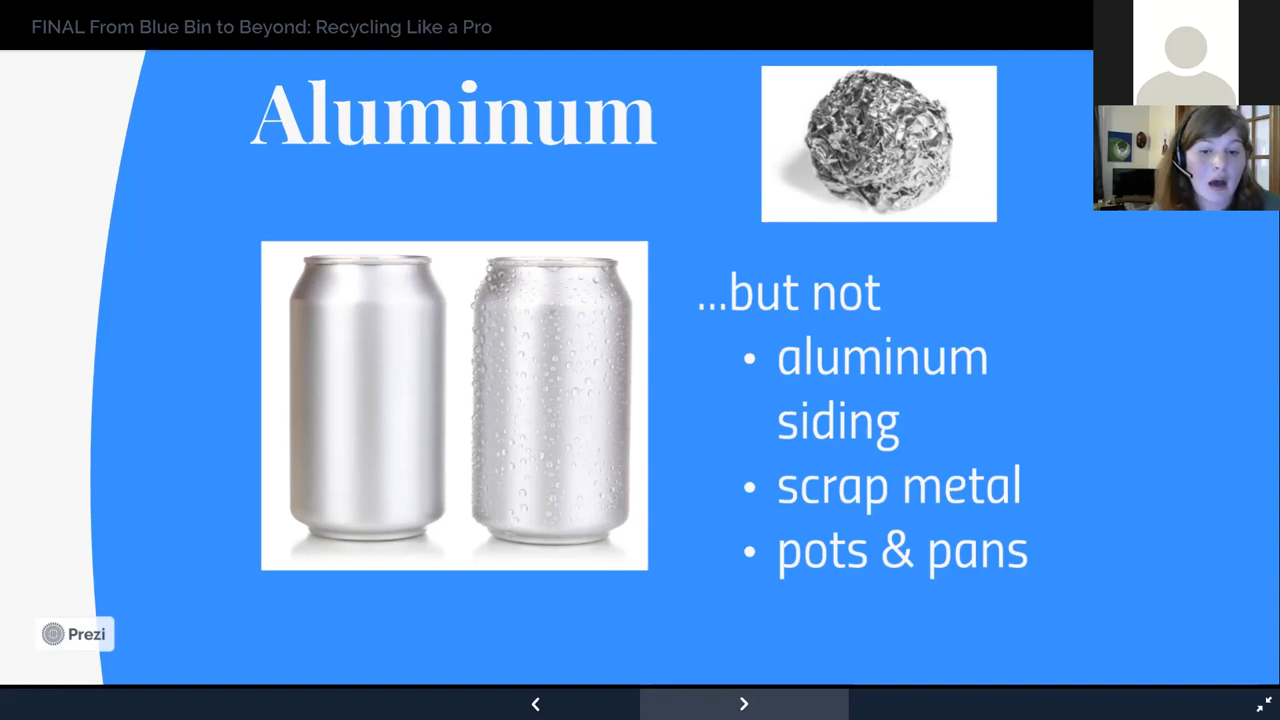 FINAL From Blue Bin to Beyond: Recycling Like a Pro
Aluminum
...but not
• aluminum
siding
• scrap metal
• pots & pans
Prezi